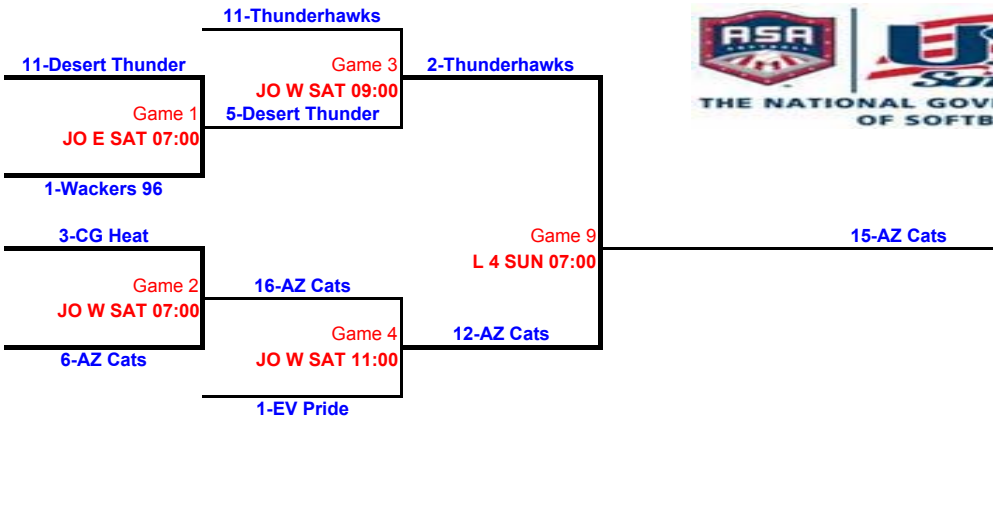 11-Thunderhawks
ASA
11-Desert Thunder
Game 3
2-Thunderhawks
JO W SAT 09:00
THE NATIONAL GOV
Game 1
5-Desert Thunder
OF SOFTB
JO E SAT 07:00
1-Wackers 96
3-CG Heat
Game 9
15-AZ Cats
L 4 SUN 07:00
Game 2
16-AZ Cats
JO W SAT 07:00
Game 4
12-AZ Cats
6-AZ Cats
JO W SAT 11:00
1-EV Pride